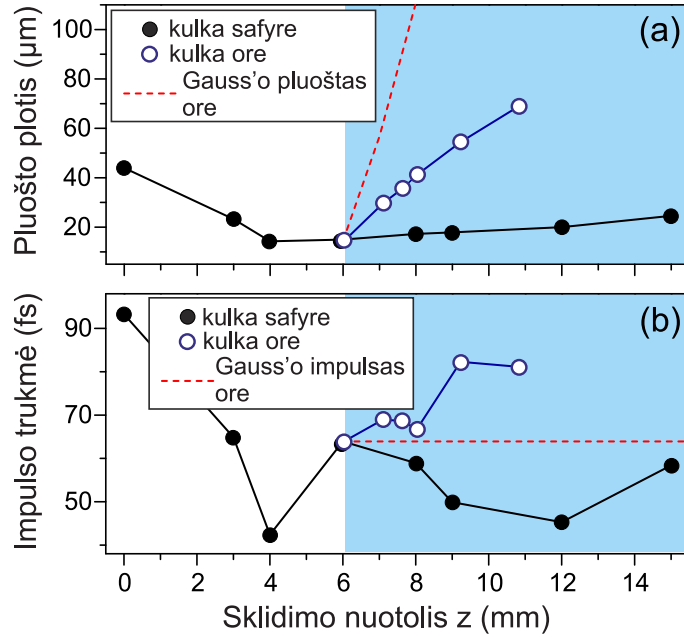 (a)
kulka safyre
kulka ore
Gauss’o pluoštas
ore
Pluošto plotis (µm)
100
80
60
40
20
(b)
kulka safyre
kulka ore
Gauss’o impulsas
ore
Impulso trukmė (fs)
90
70
50
0 2 4 6 8 10 12 14
Sklidimo nuotolis z (mm)